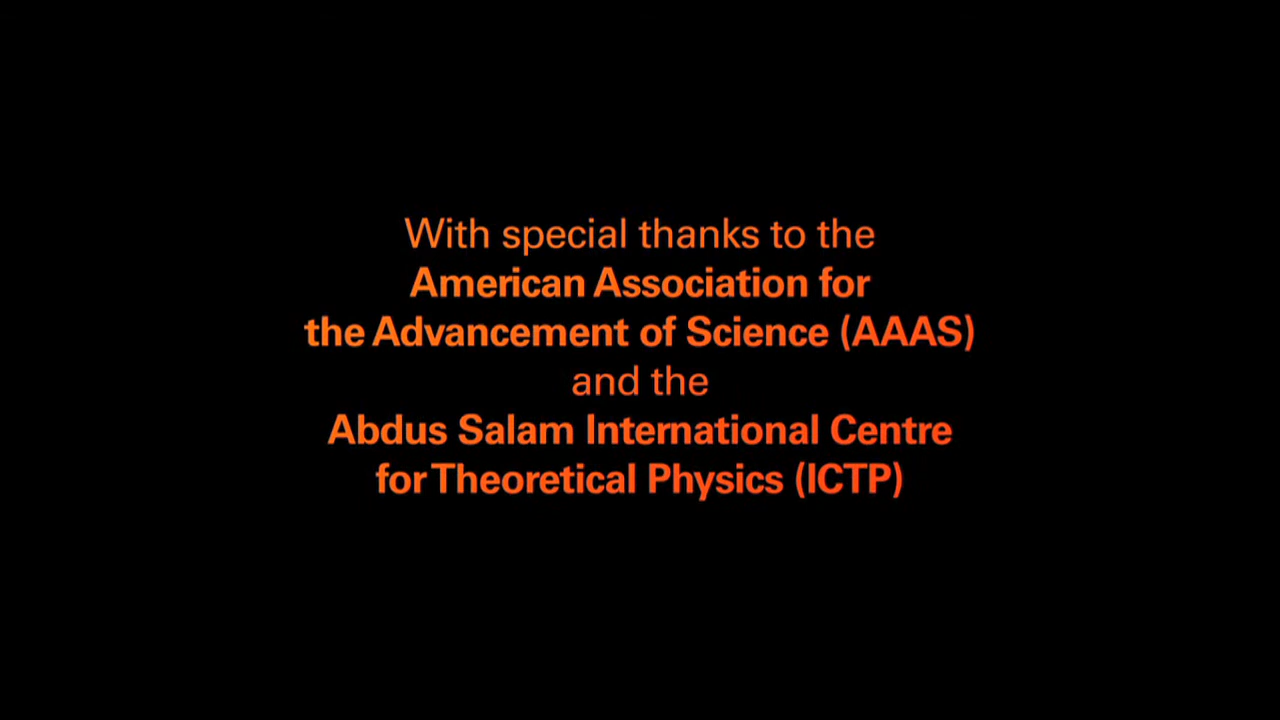 With special thanks to the
American Association for
the Advancement of Science (AAAS)
and the
Abdus Salam International Centre
for Theoretical Physics (ICTP)